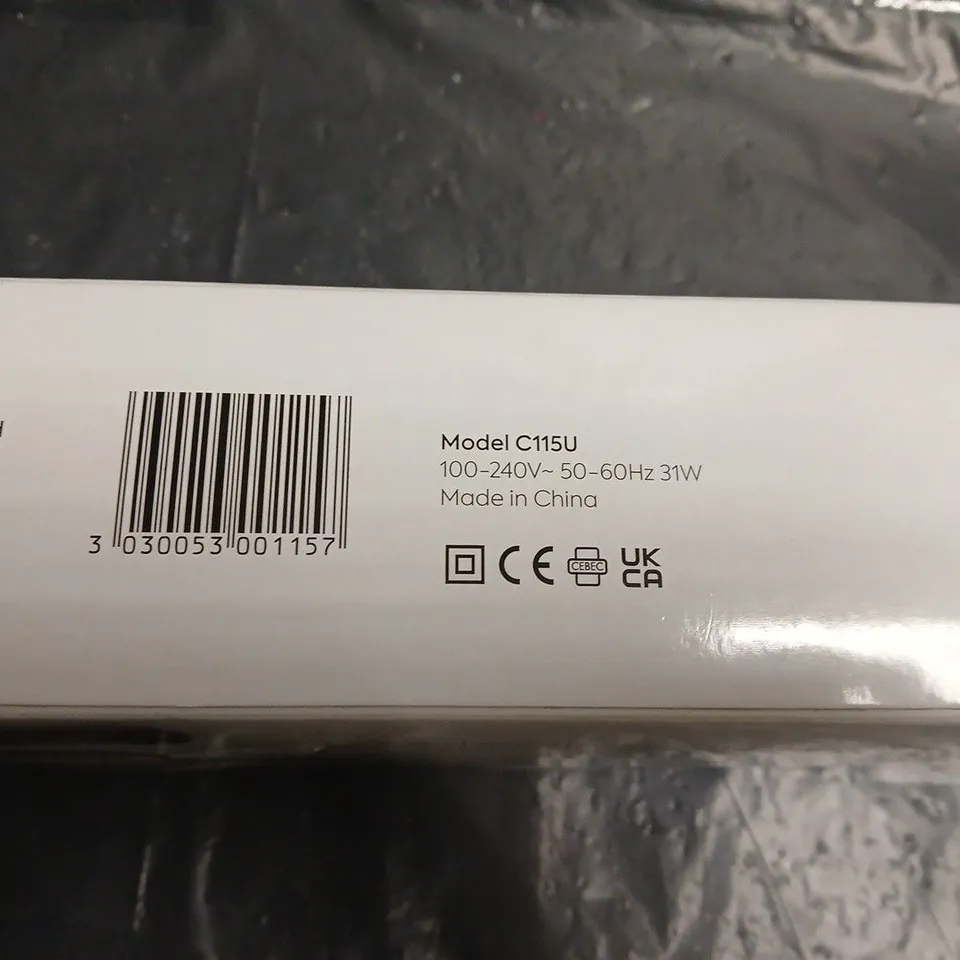 3 030053 001157
Model C115U
100-240V~ 50-60Hz 31W
Made in China
CE CEBEC UK
CA